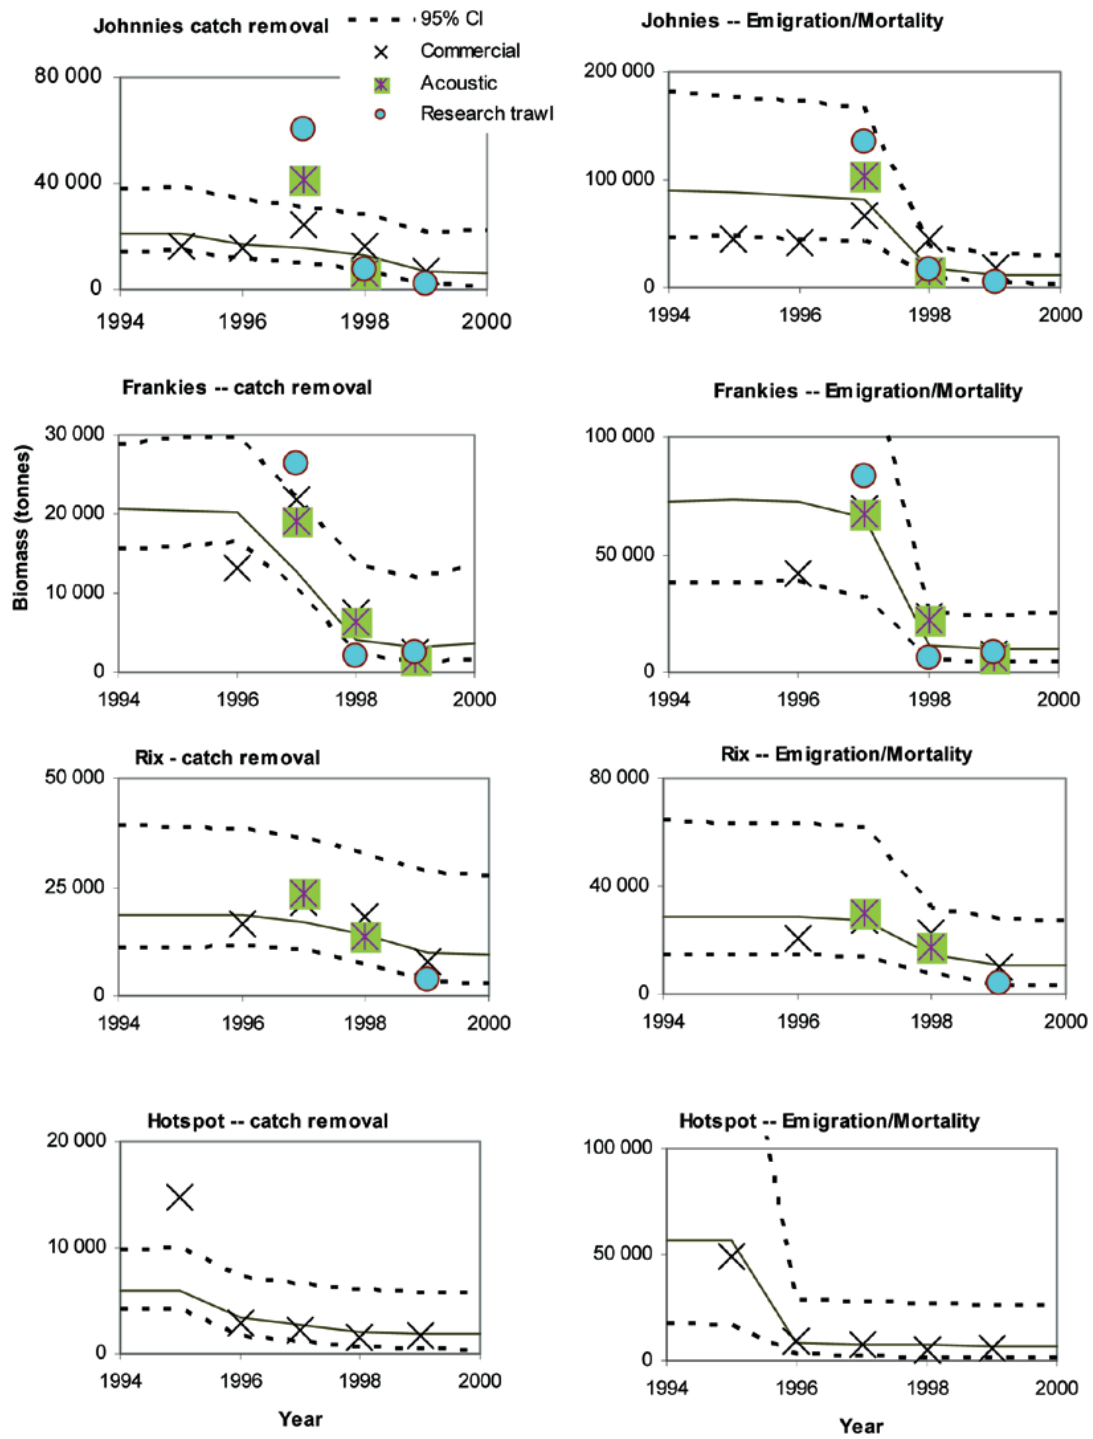 Johnnies catch removal
95% CI
Commercial
Acoustic
Research trawl
80 000
40 000
0
1994 1996 1998 2000
Johnies -- Emigration/Mortality
200 000
100 000
0
1994 1996 1998 2000
Frankies -- catch removal
30 000
20 000
10 000
0
1994 1996 1998 2000
Frankies -- Emigration/Mortality
100 000
50 000
0
1994 1996 1998 2000
Biomass (tonnes)
Rix - catch removal
50 000
25 000
0
1994 1996 1998 2000
Rix -- Emigration/Mortality
80 000
40 000
0
1994 1996 1998 2000
Hotspot -- catch removal
20 000
10 000
0
1994 1996 1998 2000
Year
Hotspot -- Emigration/Mortality
100 000
50 000
0
1994 1996 1998 2000
Year